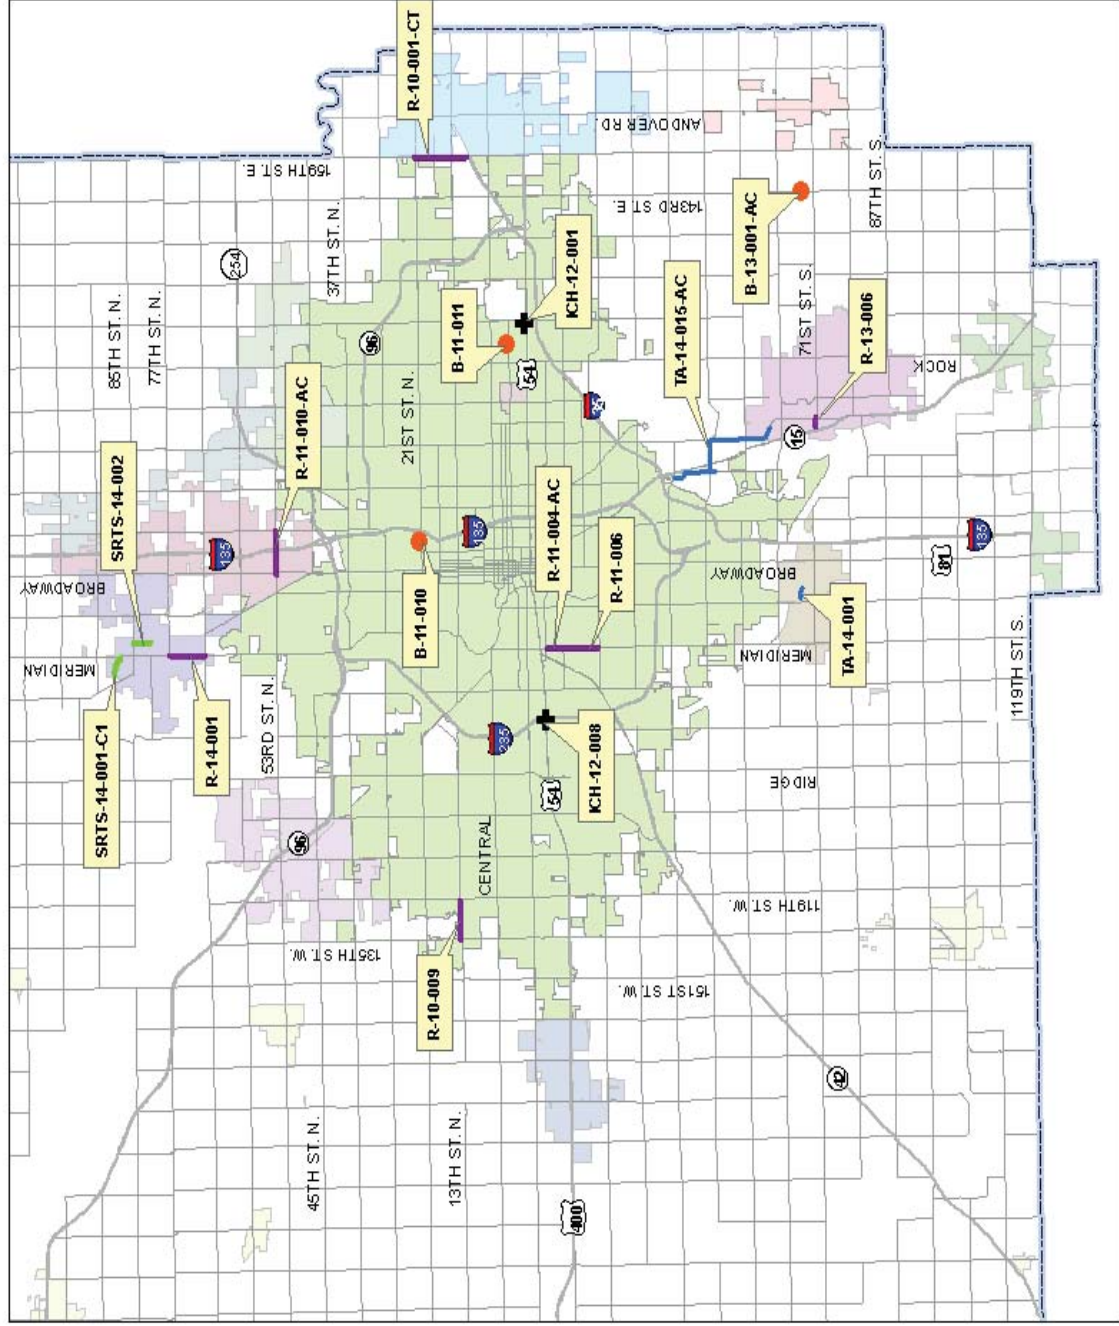 R-10-001-CT
ANDOVER RD.
159TH ST. E.
143RD ST. E.
87TH ST. S.
B-13-001-AC
254
37TH ST. N.
ICH-12-001
85TH ST. N.
77TH ST. N.
96
B-11-011
54
TA-14-015-AC
71ST ST. S.
R-13-006
ROCK
21ST ST. N.
R-11-010-AC
15
SRTS-14-002
135
135
R-11-004-AC
R-11-006
BROADWAY
B-11-010
BROADWAY
81
135
TA-14-001
MERIDIAN
MERIDIAN
119TH ST. S.
SRTS-14-001-C1
R-14-001
53RD ST. N.
235
ICH-12-008
54
RIDGE
96
CENTRAL
119TH ST. W.
135TH ST. W.
R-10-009
151ST ST. W.
42
45TH ST. N.
13TH ST. N.
400